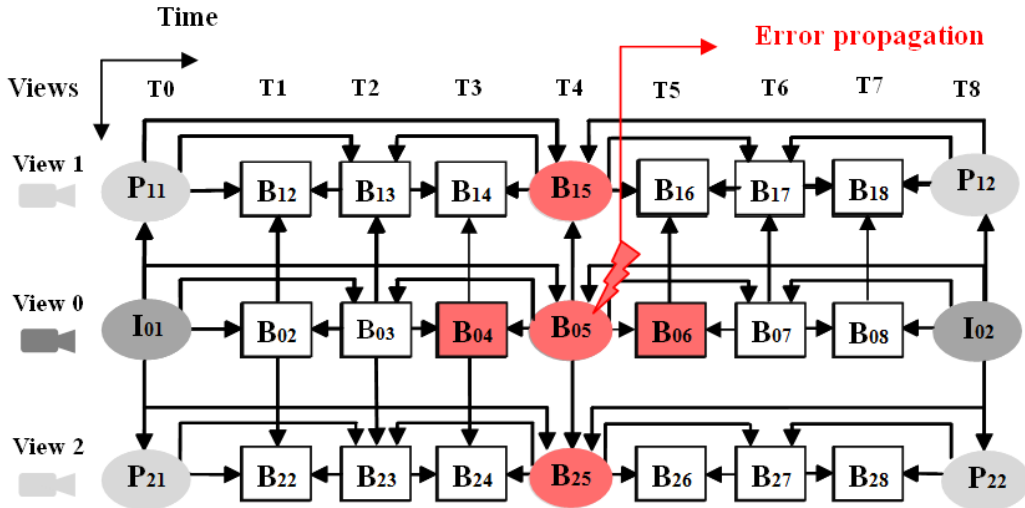 Time
Error propagation
Views T0 T1 T2 T3 T4 T5 T6 T7 T8
View 1
P11 B12 B13 B14 B15 B16 B17 B18 P12
View 0
I01 B02 B03 B04 B05 B06 B07 B08 I02
View 2
P21 B22 B23 B24 B25 B26 B27 B28 P22